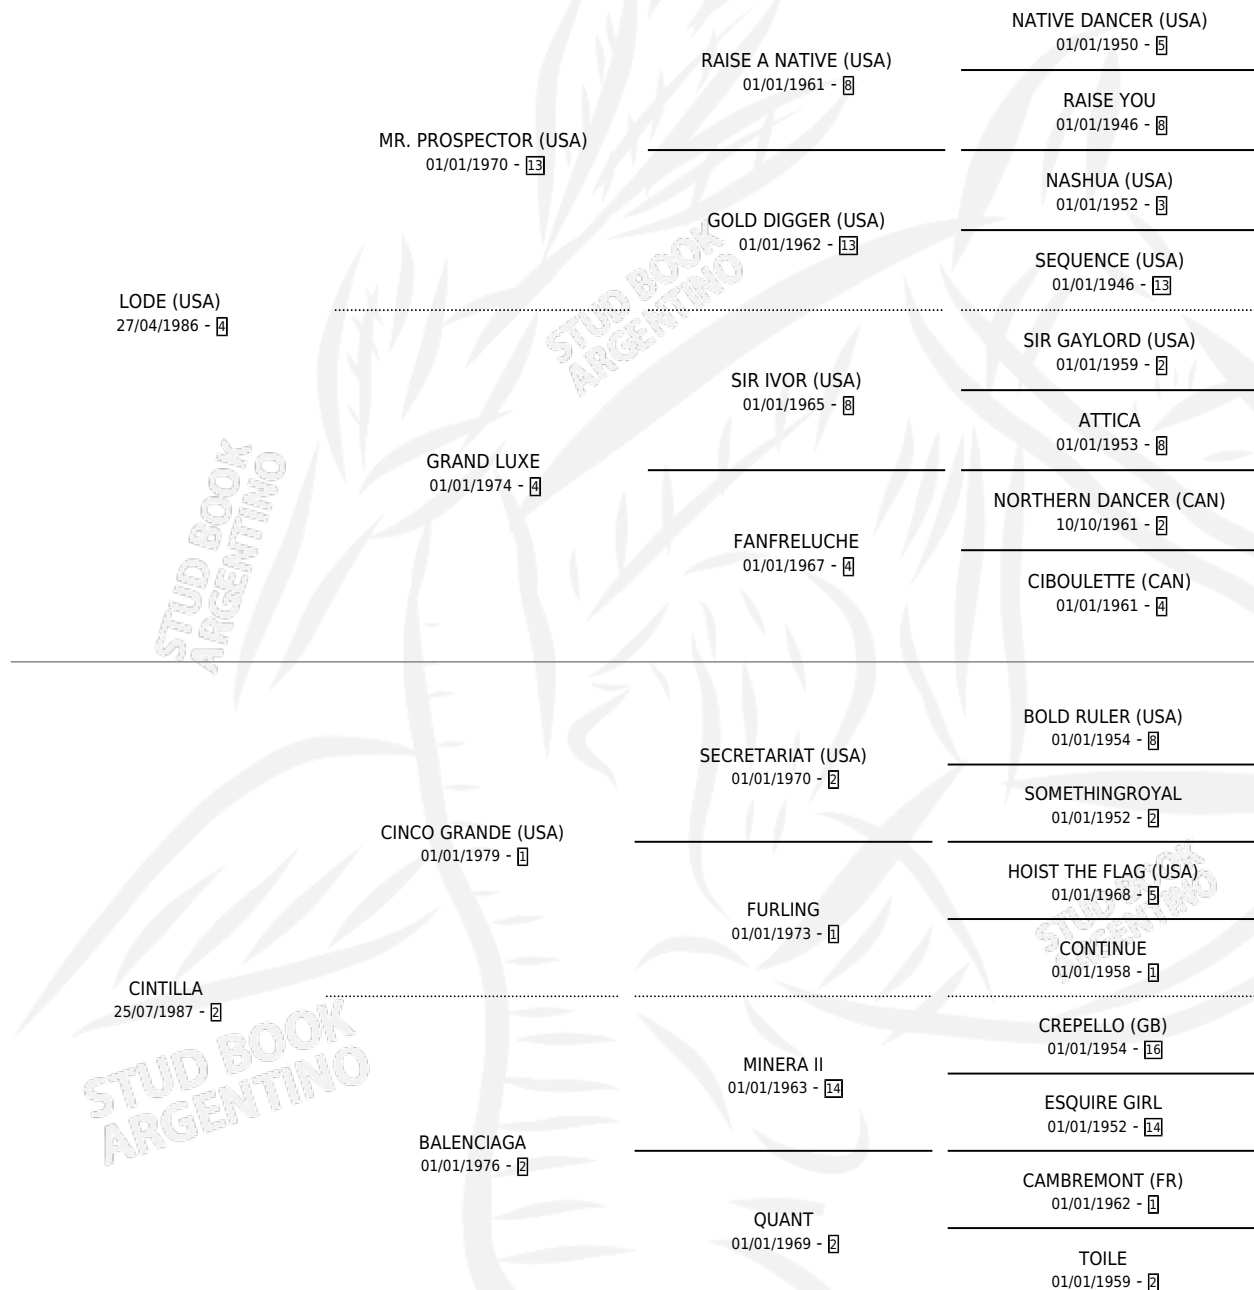 NATIVE DANCER (USA)
01/01/1950 - 5
RAISE A NATIVE (USA)
01/01/1961 - 8
RAISE YOU
01/01/1946 - 8
MR. PROSPECTOR (USA)
01/01/1970 - 13
NASHUA (USA)
01/01/1952 - 3
GOLD DIGGER (USA)
01/01/1962 - 13
SEQUENCE (USA)
01/01/1946 - 13
LODE (USA)
27/04/1986 - 4
STUD BOOK
ARGENTINO
SIR GAYLORD (USA)
01/01/1959 - 2
SIR IVOR (USA)
01/01/1965 - 8
ATTICA
01/01/1953 - 8
GRAND LUXE
01/01/1974 - 4
NORTHERN DANCER (CAN)
10/10/1961 - 2
FANFRELUCHE
01/01/1967 - 4
CIBOULETTE (CAN)
01/01/1961 - 4
STUD BOOK
ARGENTINO
BOLD RULER (USA)
01/01/1954 - 8
SECRETARIAT (USA)
01/01/1970 - 2
SOMETHINGROYAL
01/01/1952 - 2
CINCO GRANDE (USA)
01/01/1979 - 1
HOIST THE FLAG (USA)
01/01/1968 - 5
FURLING
01/01/1973 - 1
STUD BOOK
ARGENTINO
CONTINUE
01/01/1958 - 1
CINTILLA
25/07/1987 - 2
STUD BOOK
ARGENTINO
CREPELLO (GB)
01/01/1954 - 16
MINERA II
01/01/1963 - 14
ESQUIRE GIRL
01/01/1952 - 14
BALENCIAGA
01/01/1976 - 2
CAMBREMONT (FR)
01/01/1962 - 1
QUANT
01/01/1969 - 2
TOILE
01/01/1959 - 2